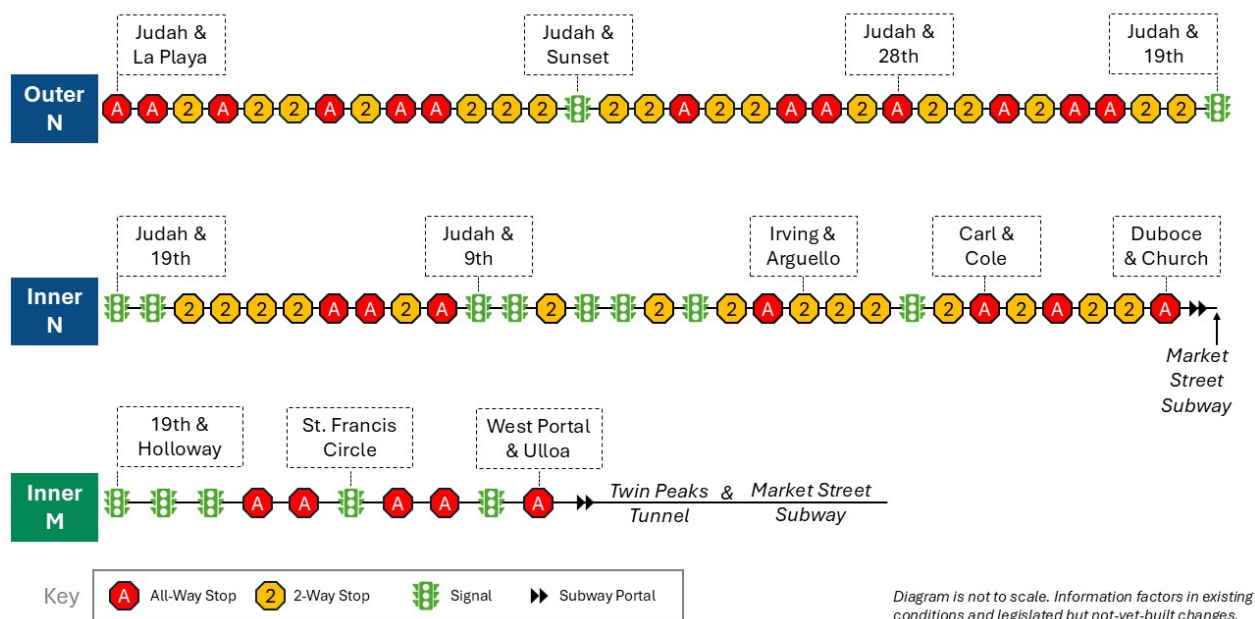 Judah &
La Playa
Judah &
Sunset
Judah &
28th
Judah &
19th
Outer
N
A A 2 A 2 2 A 2 A A 2 2 2 2 2 A 2 2 A A 2 A 2 2 A 2 A A 2 2
Judah &
19th
Judah &
9th
Irving &
Arguello
Carl &
Cole
Duboce
& Church
Inner
N
2 2 2 2 A A 2 A 2 2 2 A 2 2 2 2 A 2 A 2 2 A
Market
Street
Subway
19th &
Holloway
St. Francis
Circle
West Portal
& Ulloa
Inner
M
A A A A A
Twin Peaks & Market Street
Tunnel Subway
Key
A All-Way Stop 2 2-Way Stop Signal Subway Portal
Diagram is not to scale. Information factors in existing
conditions and legislated but not-yet-built changes.